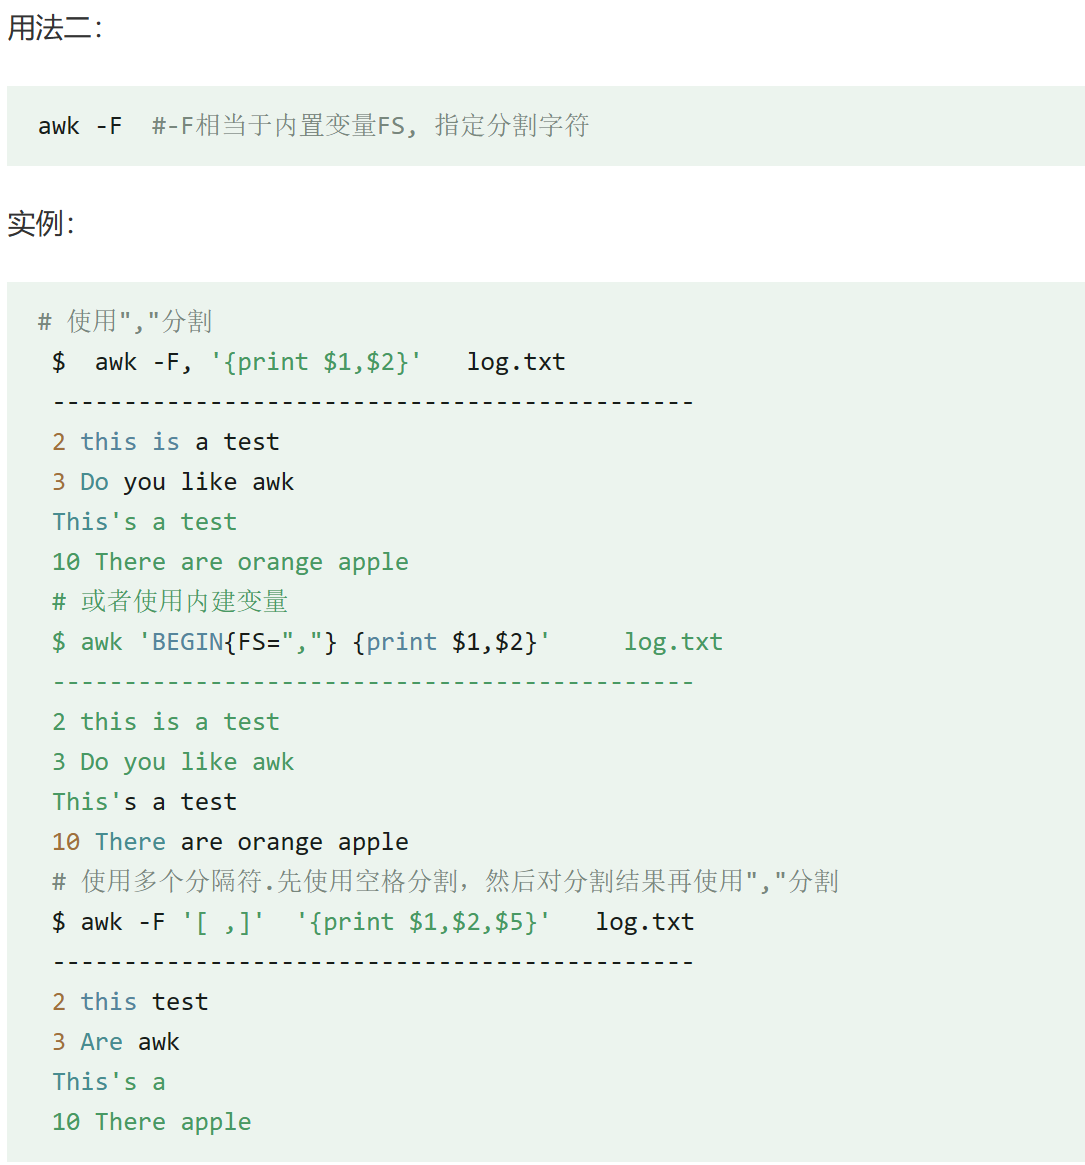 用法二：
awk -F  #-F相当于内置变量FS, 指定分割字符
实例：
# 使用","分割
$  awk -F, '{print $1,$2}'   log.txt
---------------------------------------------
2 this is a test
3 Do you like awk
This's a test
10 There are orange apple
# 或者使用内建变量
$ awk 'BEGIN{FS=","} {print $1,$2}'     log.txt
---------------------------------------------
2 this is a test
3 Do you like awk
This's a test
10 There are orange apple
# 使用多个分隔符.先使用空格分割，然后对分割结果再使用","分割
$ awk -F '[ ,]'  '{print $1,$2,$5}'   log.txt
---------------------------------------------
2 this test
3 Are awk
This's a
10 There apple